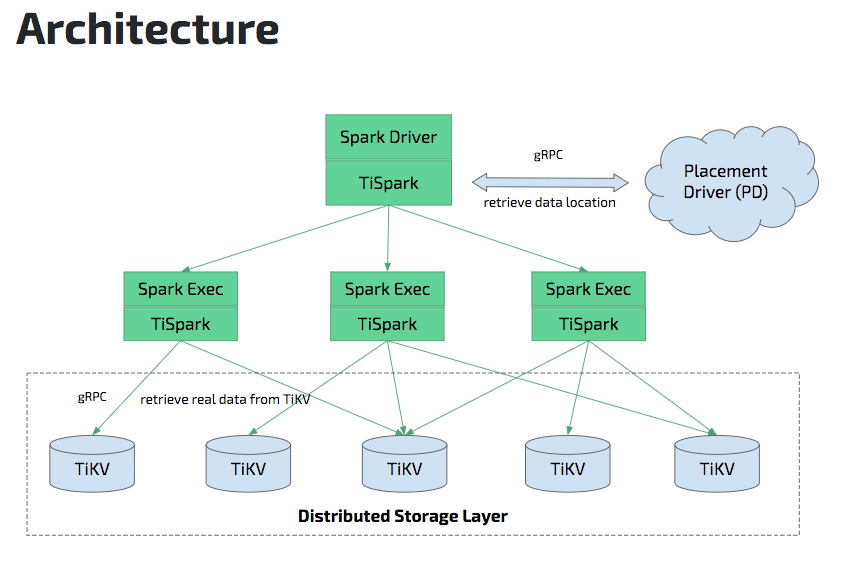 Architecture
Spark Driver
TiSpark
gRPC
retrieve data location
Placement
Driver (PD)
Spark Exec
TiSpark
Spark Exec
TiSpark
Spark Exec
TiSpark
gRPC
retrieve real data from TiKV
TiKV
TiKV
TiKV
TiKV
TiKV
Distributed Storage Layer